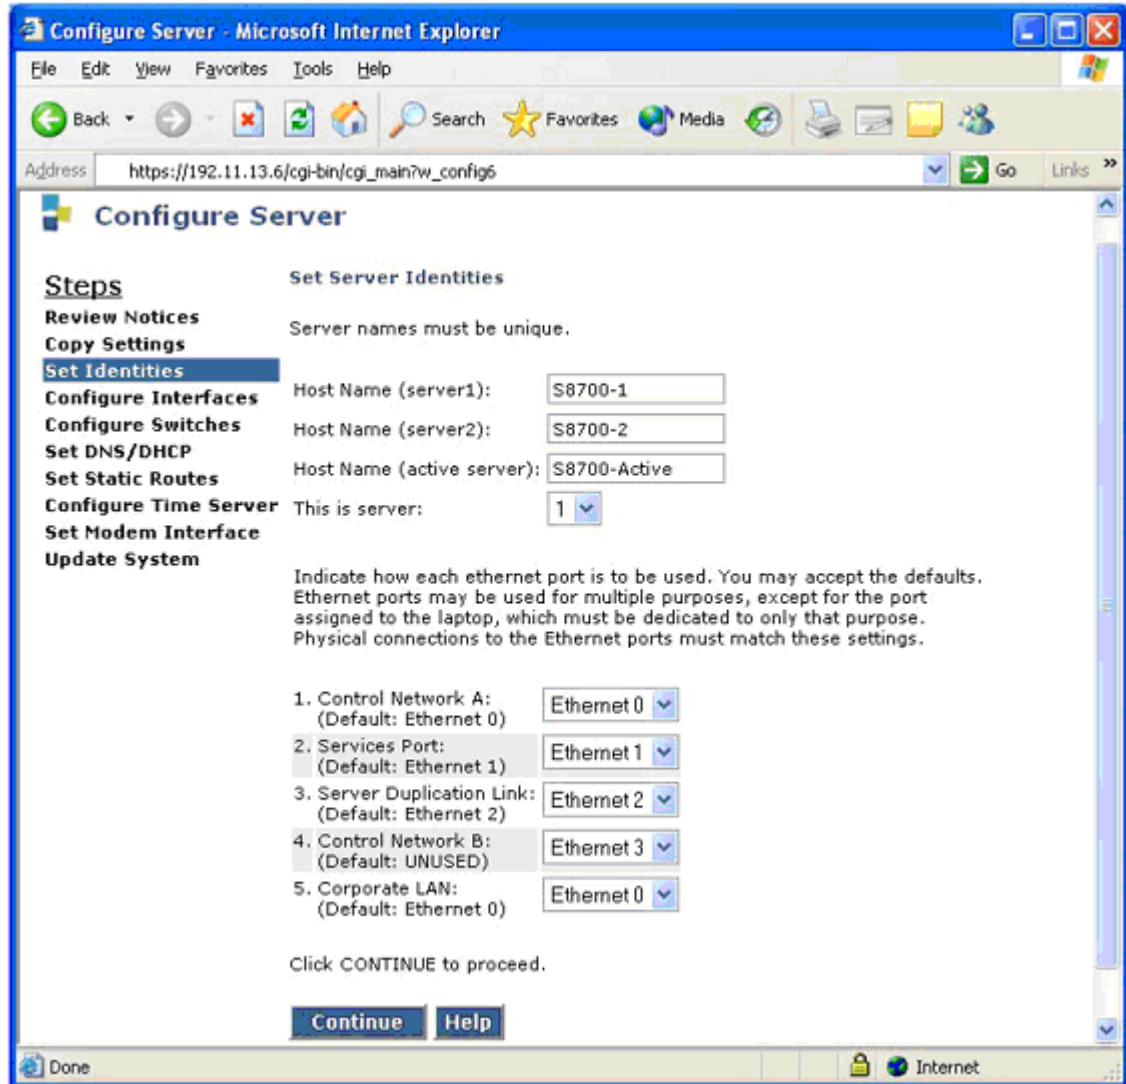 Configure Server - Microsoft Internet Explorer
File Edit View Favorites Tools Help
Back Search Favorites Media
Address https://192.11.13.6/cgi-bin/cgi_main?w_config6 Go Links »
Configure Server
Steps
Review Notices
Copy Settings
Set Identities
Configure Interfaces
Configure Switches
Set DNS/DHCP
Set Static Routes
Configure Time Server
Set Modem Interface
Update System
Set Server Identities
Server names must be unique.
Host Name (server1): S8700-1
Host Name (server2): S8700-2
Host Name (active server): S8700-Active
This is server: 1
Indicate how each ethernet port is to be used. You may accept the defaults.
Ethernet ports may be used for multiple purposes, except for the port
assigned to the laptop, which must be dedicated to only that purpose.
Physical connections to the Ethernet ports must match these settings.
1. Control Network A: Ethernet 0
(Default: Ethernet 0)
2. Services Port: Ethernet 1
(Default: Ethernet 1)
3. Server Duplication Link: Ethernet 2
(Default: Ethernet 2)
4. Control Network B: Ethernet 3
(Default: UNUSED)
5. Corporate LAN: Ethernet 0
(Default: Ethernet 0)
Click CONTINUE to proceed.
Continue Help
Done Internet